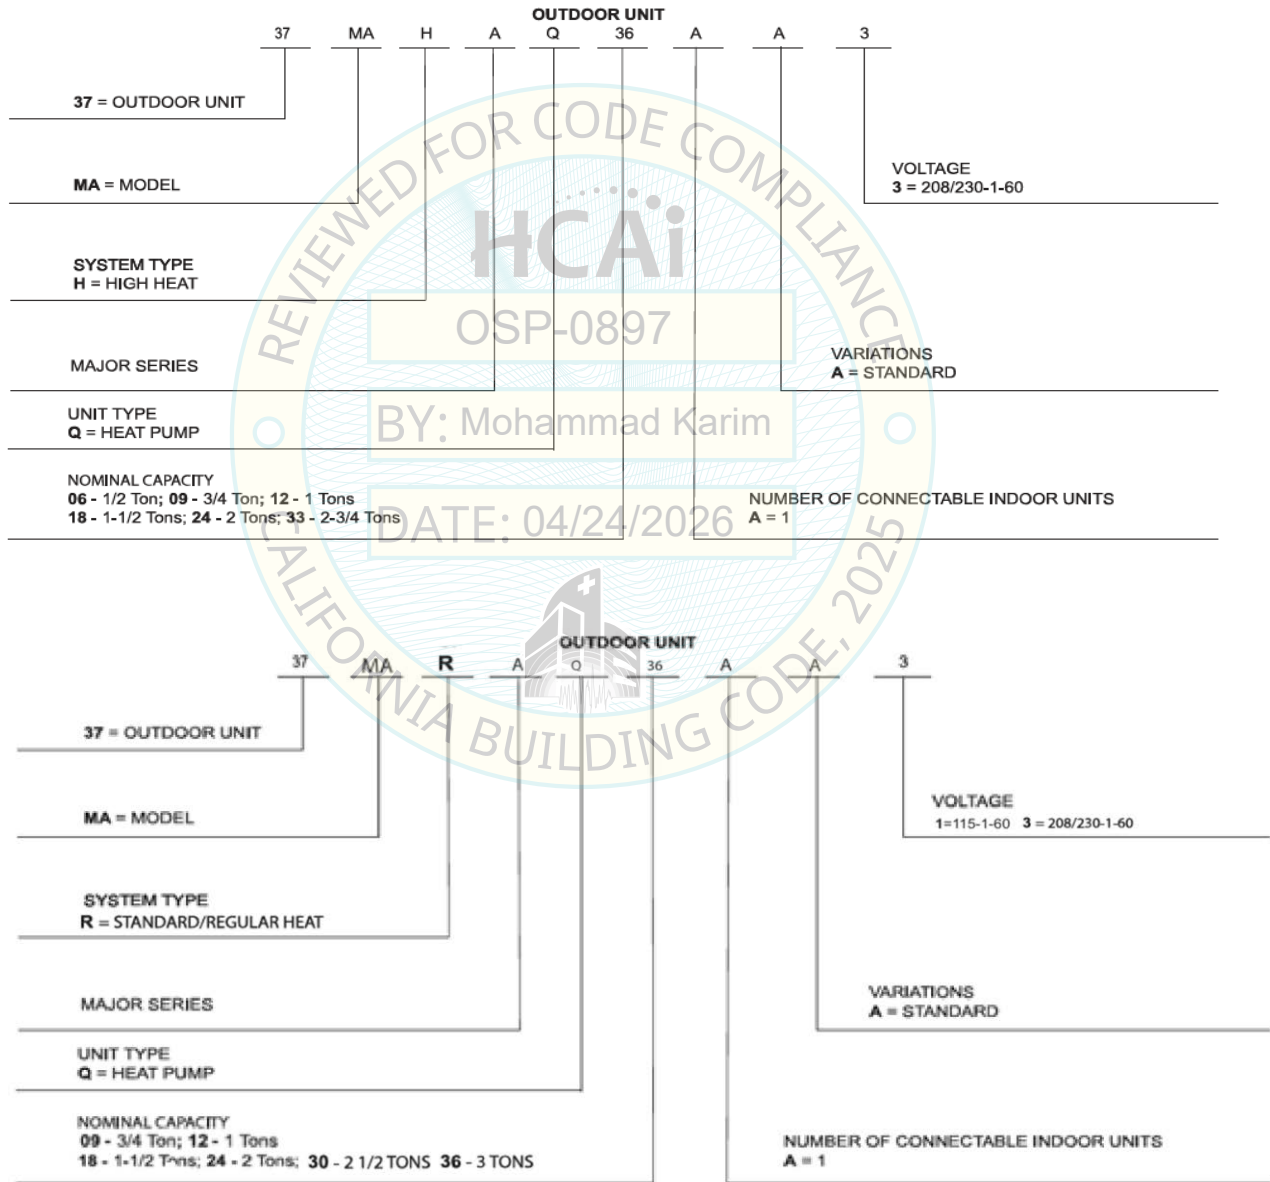 OUTDOOR UNIT
37 MA H A Q 36 A A 3
37 = OUTDOOR UNIT
MA = MODEL
VOLTAGE
3 = 208/230-1-60
SYSTEM TYPE
H = HIGH HEAT
MAJOR SERIES
VARIATIONS
A = STANDARD
UNIT TYPE
Q = HEAT PUMP
NOMINAL CAPACITY
06 - 1/2 Ton; 09 - 3/4 Ton; 12 - 1 Tons
18 - 1-1/2 Tons; 24 - 2 Tons; 33 - 2-3/4 Tons
NUMBER OF CONNECTABLE INDOOR UNITS
A = 1
REVIEWED FOR CODE COMPLIANCE
HCAi
OSP-0897
BY: Mohammad Karim
DATE: 04/24/2026
CALIFORNIA BUILDING CODE, 2025
OUTDOOR UNIT
37 MA R A Q 36 A A 3
37 = OUTDOOR UNIT
MA = MODEL
VOLTAGE
1=115-1-60 3 = 208/230-1-60
SYSTEM TYPE
R = STANDARD/REGULAR HEAT
MAJOR SERIES
VARIATIONS
A = STANDARD
UNIT TYPE
Q = HEAT PUMP
NOMINAL CAPACITY
09 - 3/4 Ton; 12 - 1 Tons
18 - 1-1/2 Tons; 24 - 2 Tons; 30 - 2 1/2 TONS 36 - 3 TONS
NUMBER OF CONNECTABLE INDOOR UNITS
A = 1